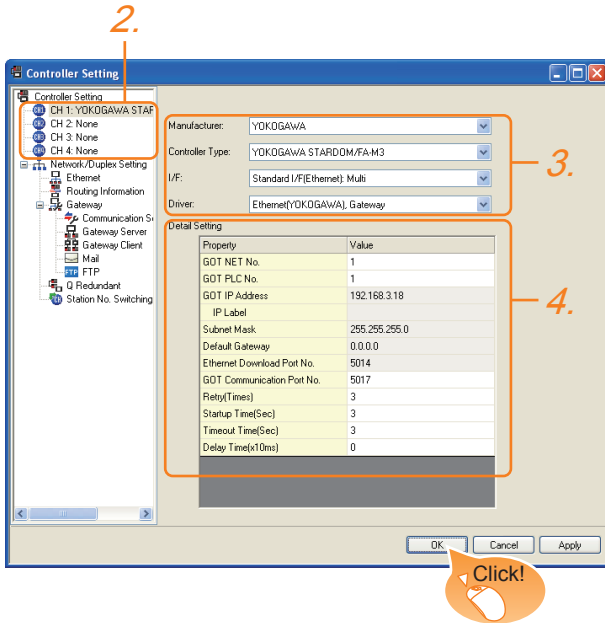 2.
Controller Setting
Controller Setting
CH 1: YOKOGAWA STAR
CH 2: None
CH 3: None
CH 4: None
Network/Duplex Setting
Ethernet
Routing Information
Gateway
Communication Se
Gateway Server
Gateway Client
Mail
FTP FTP
Q Redundant
Station No. Switching
Manufacturer: YOKOGAWA
Controller Type: YOKOGAWA STARDOM/FA-M3
I/F: Standard I/F(Ethernet): Multi
Driver: Ethernet(YOKOGAWA), Gateway
3.
Detail Setting
Property Value
GOT NET No. 1
GOT PLC No. 1
GOT IP Address 192.168.3.18
IP Label
Subnet Mask 255.255.255.0
Default Gateway 0.0.0.0
Ethernet Download Port No. 5014
GOT Communication Port No. 5017
Retry(Times) 3
Startup Time(Sec) 3
Timeout Time(Sec) 3
Delay Time(x10ms) 0
4.
OK Cancel Apply
Click!